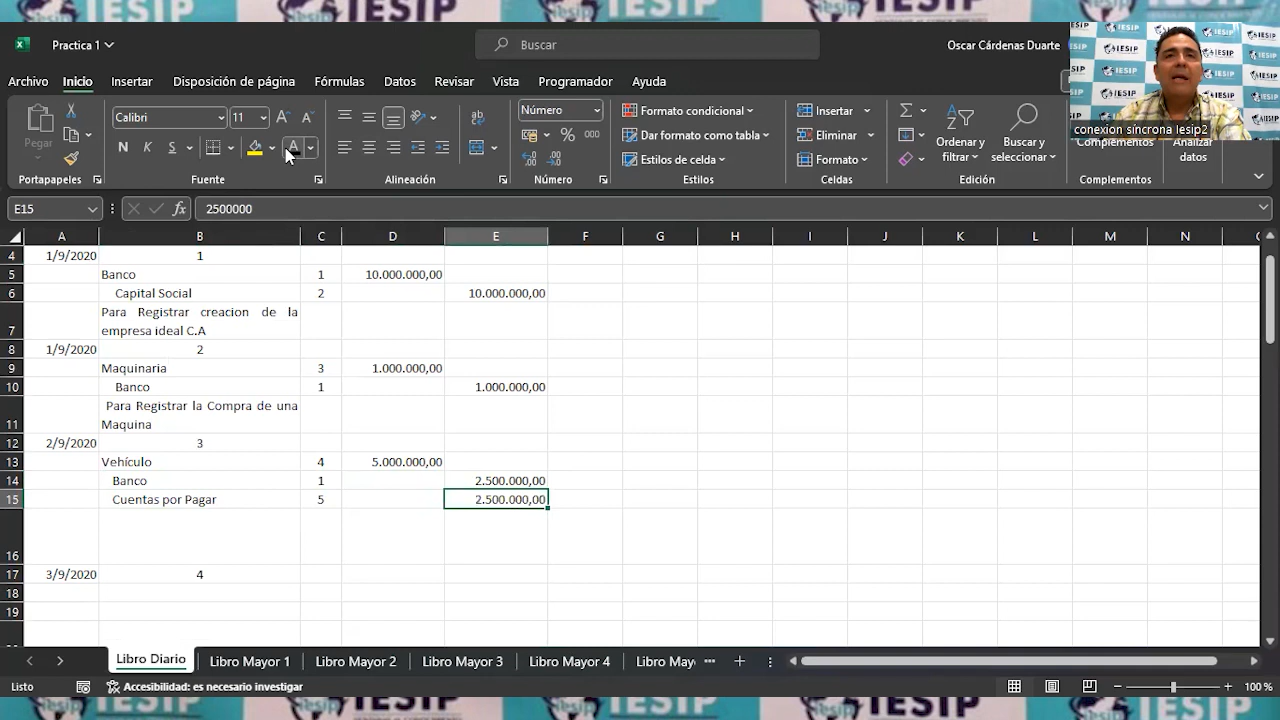 Practica 1
Buscar
Oscar Cárdenas Duarte
IESIP
conexion síncrona Iesip2
Archivo Inicio Insertar Disposición de página Fórmulas Datos Revisar Vista Programador Ayuda
Pegar
Portapapeles
Calibri 11
N K S
Fuente
Alineación
Número
% 000
Número
Formato condicional
Dar formato como tabla
Estilos de celda
Estilos
Insertar
Eliminar
Formato
Celdas
Ordenar y filtrar
Buscar y seleccionar
Edición
Complementos
Complementos
Analizar datos
E15 fx 2500000
A B C D E F G H I J K L M N
4 1/9/2020 1
5 Banco 1 10.000.000,00
6 Capital Social 2 10.000.000,00
Para Registrar creacion de la
7 empresa ideal C.A
8 1/9/2020 2
9 Maquinaria 3 1.000.000,00
10 Banco 1 1.000.000,00
Para Registrar la Compra de una
11 Maquina
12 2/9/2020 3
13 Vehículo 4 5.000.000,00
14 Banco 1 2.500.000,00
15 Cuentas por Pagar 5 2.500.000,00
16
17 3/9/2020 4
18
19
Libro Diario Libro Mayor 1 Libro Mayor 2 Libro Mayor 3 Libro Mayor 4 Libro May
Listo Accesibilidad: es necesario investigar 100 %